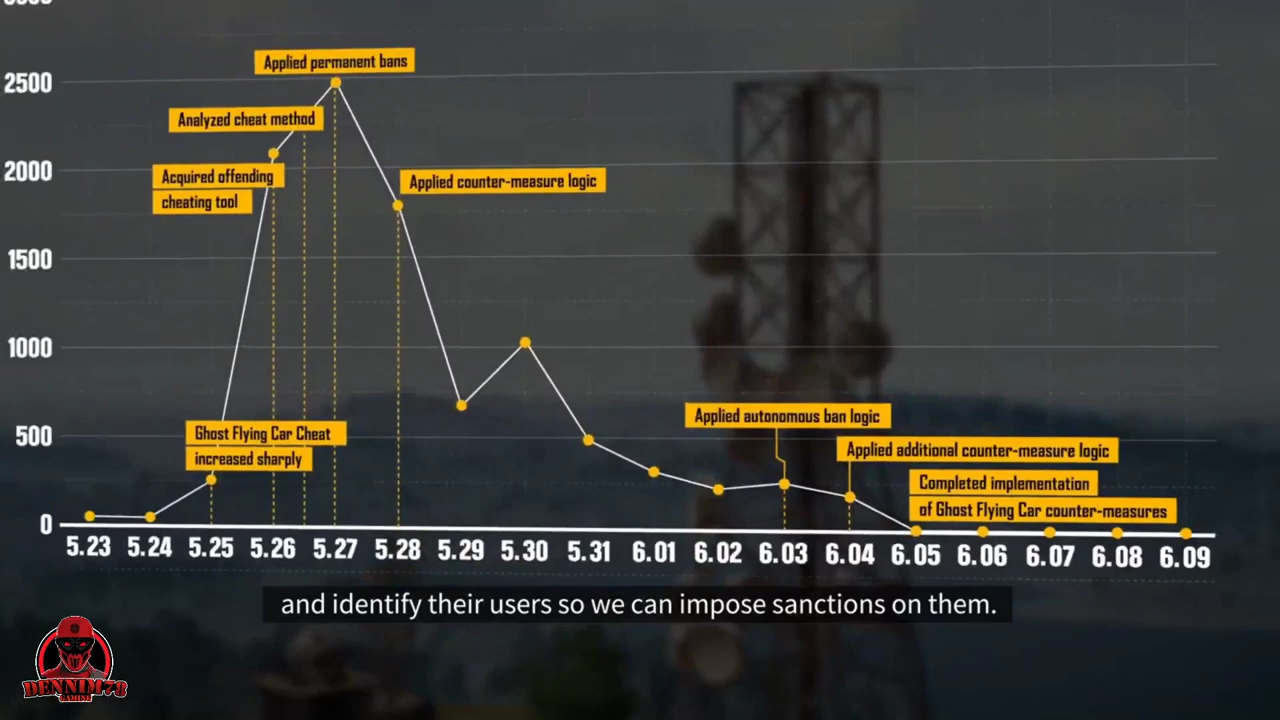 2500
2000
1500
1000
500
0
Applied permanent bans
Analyzed cheat method
Acquired offending
cheating tool
Applied counter-measure logic
Ghost Flying Car Cheat
increased sharply
Applied autonomous ban logic
Applied additional counter-measure logic
Completed implementation
of Ghost Flying Car counter-measures
5.23 5.24 5.25 5.26 5.27 5.28 5.29 5.30 5.31 6.01 6.02 6.03 6.04 6.05 6.06 6.07 6.08 6.09
and identify their users so we can impose sanctions on them.
DENNIM78
GAMING